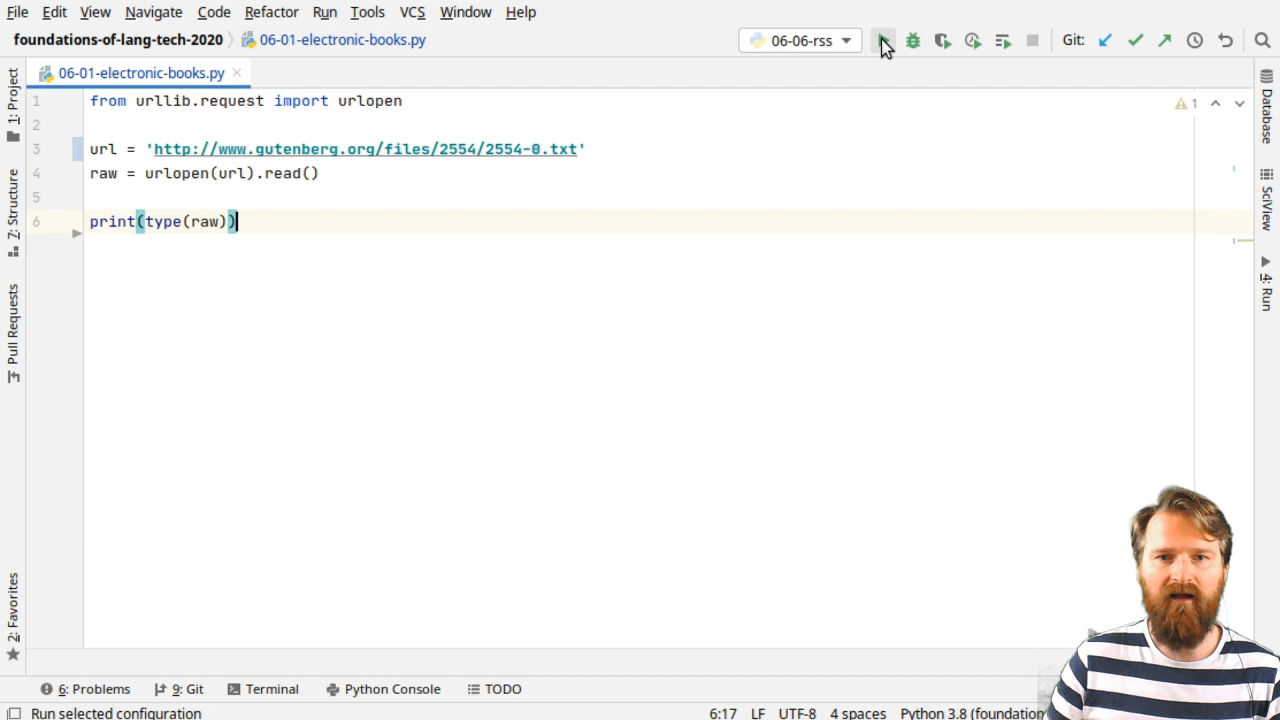 File Edit View Navigate Code Refactor Run Tools VCS Window Help
foundations-of-lang-tech-2020 06-01-electronic-books.py 06-06-rss Git:
06-01-electronic-books.py
1 from urllib.request import urlopen
2
3 url = 'http://www.gutenberg.org/files/2554/2554-0.txt'
4 raw = urlopen(url).read()
5
6 print(type(raw))
1
1: Project
7: Structure
Pull Requests
2: Favorites
Database
SciView
4: Run
6: Problems 9: Git Terminal Python Console TODO
Run selected configuration 6:17 LF UTF-8 4 spaces Python 3.8 (foundation